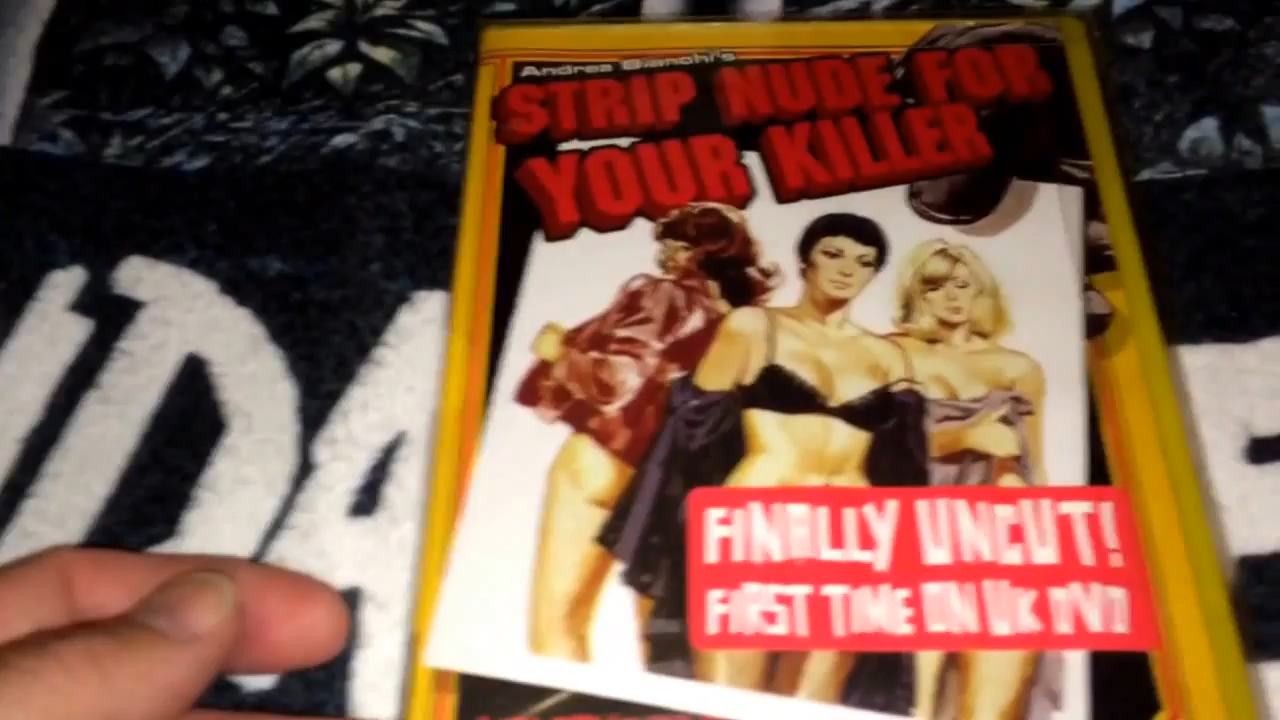 Andrea Bianchi's
STRIP NUDE FOR
YOUR KILLER
FINALLY UNCUT!
FIRST TIME ON UK DVD